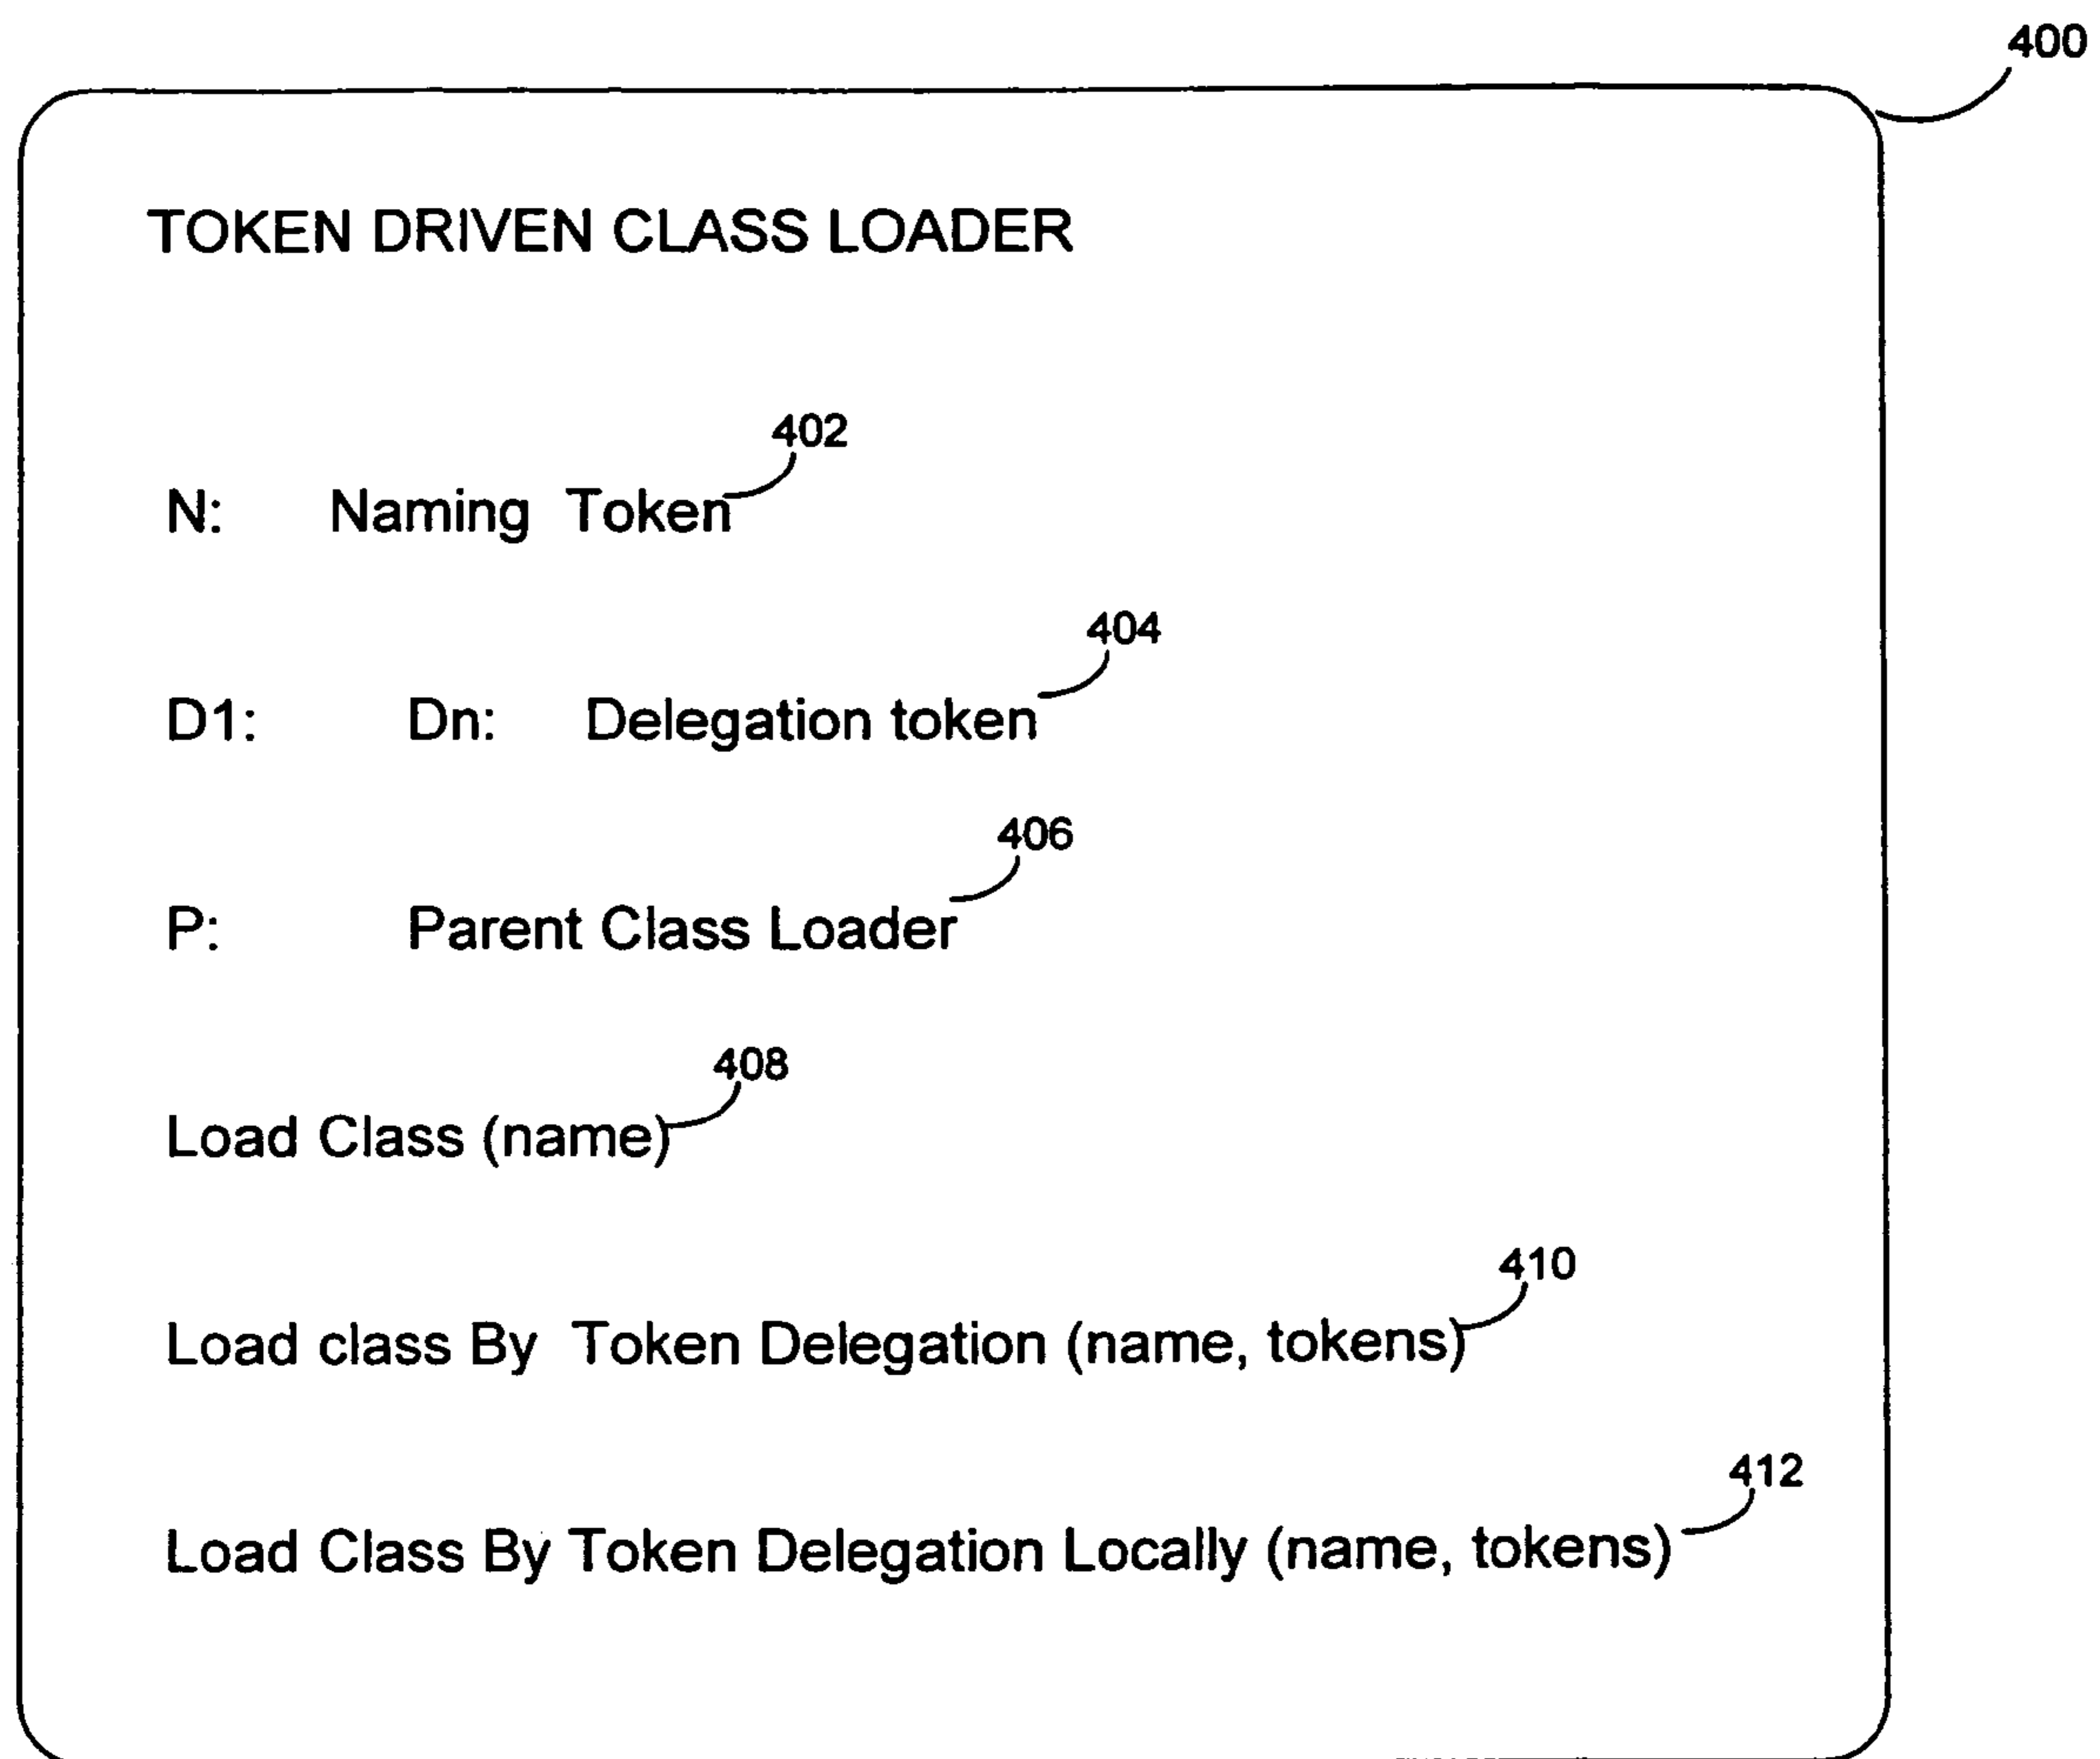 400
TOKEN DRIVEN CLASS LOADER
402
N: Naming Token
404
D1: Dn: Delegation token
406
P: Parent Class Loader
408
Load Class (name)
410
Load class By Token Delegation (name, tokens)
412
Load Class By Token Delegation Locally (name, tokens)